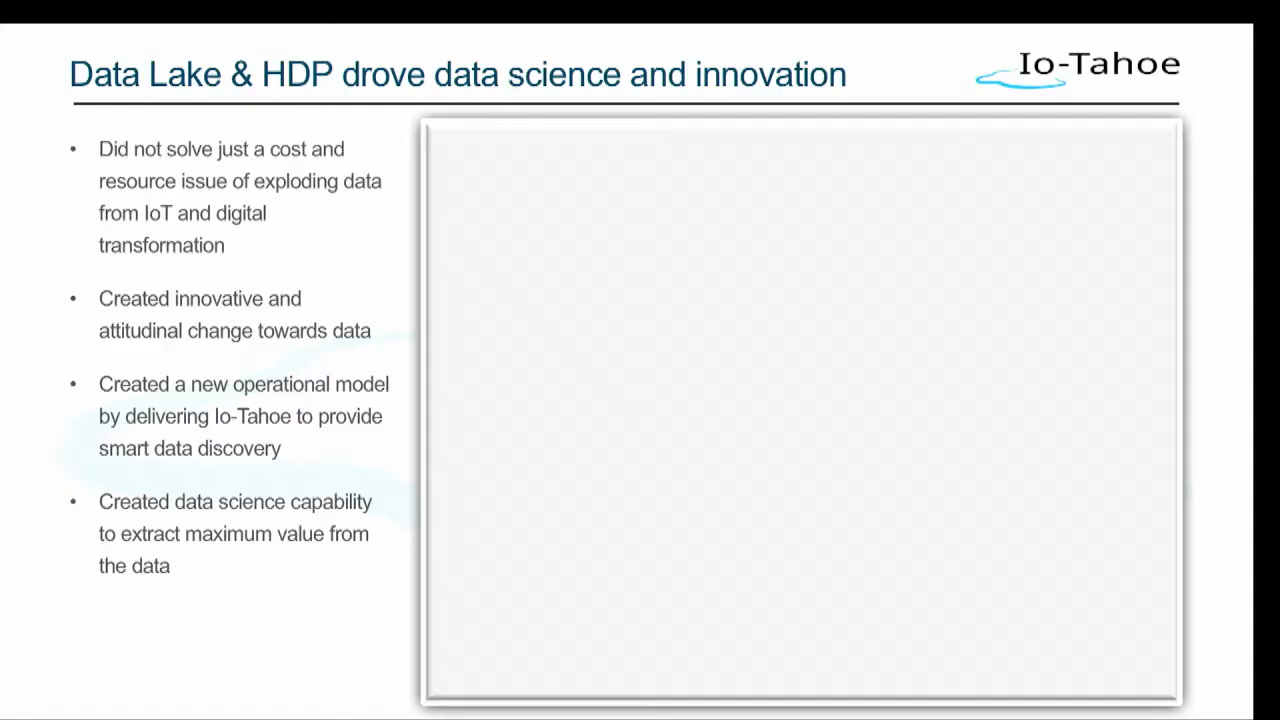 Data Lake & HDP drove data science and innovation
Io-Tahoe
• Did not solve just a cost and
resource issue of exploding data
from IoT and digital
transformation
• Created innovative and
attitudinal change towards data
• Created a new operational model
by delivering Io-Tahoe to provide
smart data discovery
• Created data science capability
to extract maximum value from
the data